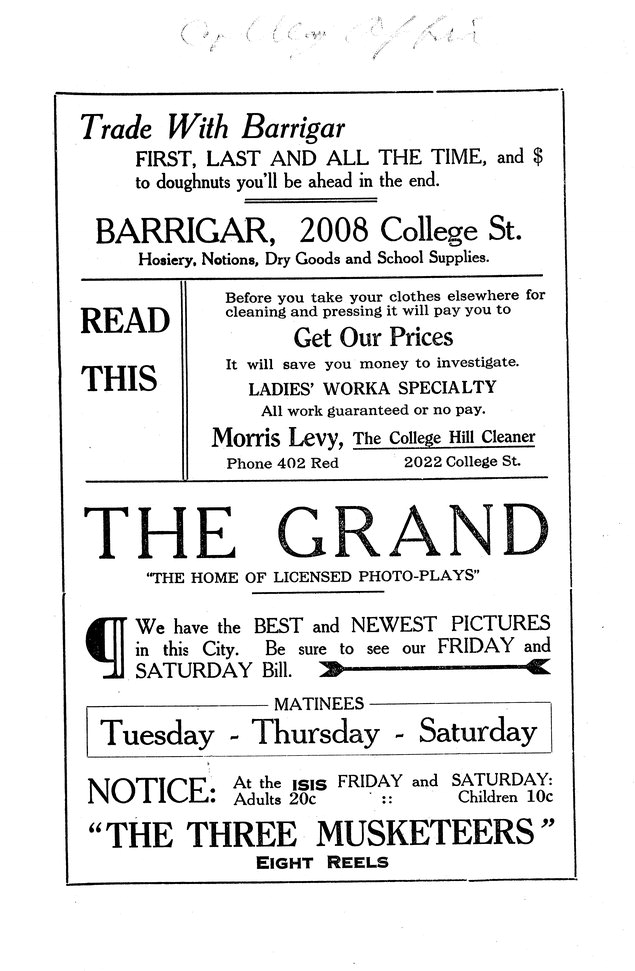 Trade With Barrigar
FIRST, LAST AND ALL THE TIME, and $
to doughnuts you'll be ahead in the end.
BARRIGAR, 2008 College St.
Hosiery, Notions, Dry Goods and School Supplies.
READ
THIS
Before you take your clothes elsewhere for
cleaning and pressing it will pay you to
Get Our Prices
It will save you money to investigate.
LADIES' WORKA SPECIALTY
All work guaranteed or no pay.
Morris Levy, The College Hill Cleaner
Phone 402 Red 2022 College St.
THE GRAND
"THE HOME OF LICENSED PHOTO-PLAYS"
¶ We have the BEST and NEWEST PICTURES
in this City. Be sure to see our FRIDAY and
SATURDAY Bill.
MATINEES
Tuesday - Thursday - Saturday
NOTICE: At the ISIS FRIDAY and SATURDAY:
Adults 20c :: Children 10c
"THE THREE MUSKETEERS"
EIGHT REELS